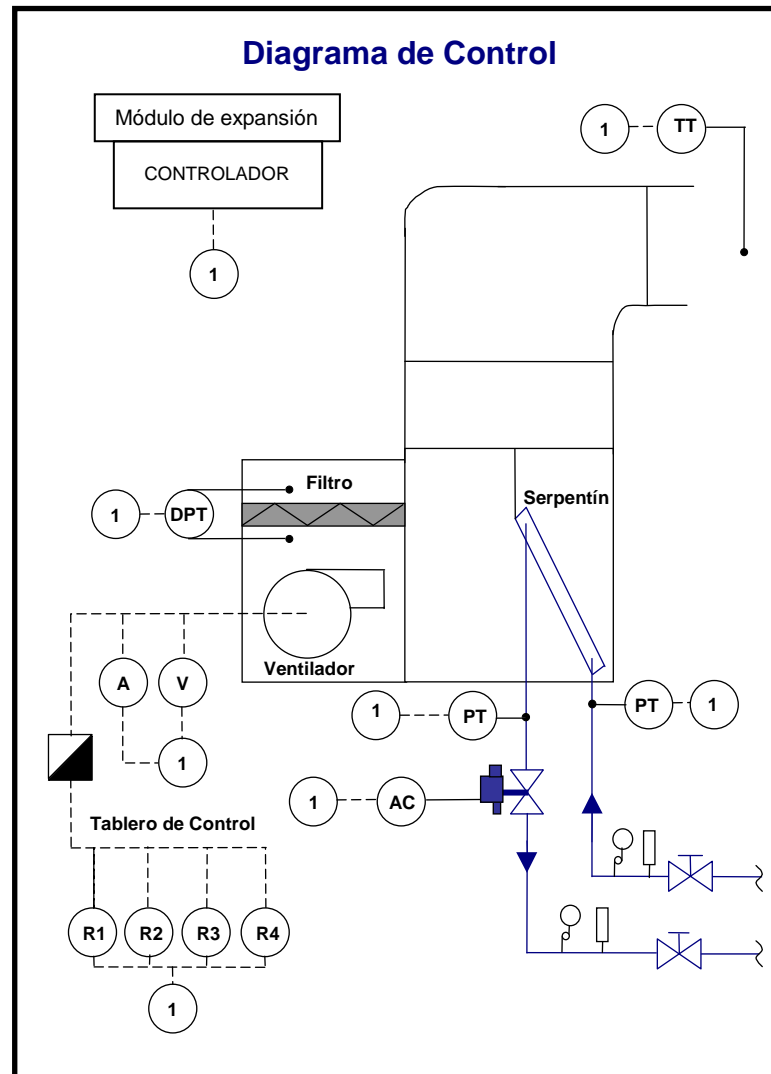 Diagrama de Control
Módulo de expansión
CONTROLADOR
1
1 TT
Filtro
Serpentín
1 DPT
Ventilador
A V
1
1 PT
PT 1
1 AC
Tablero de Control
R1 R2 R3 R4
1